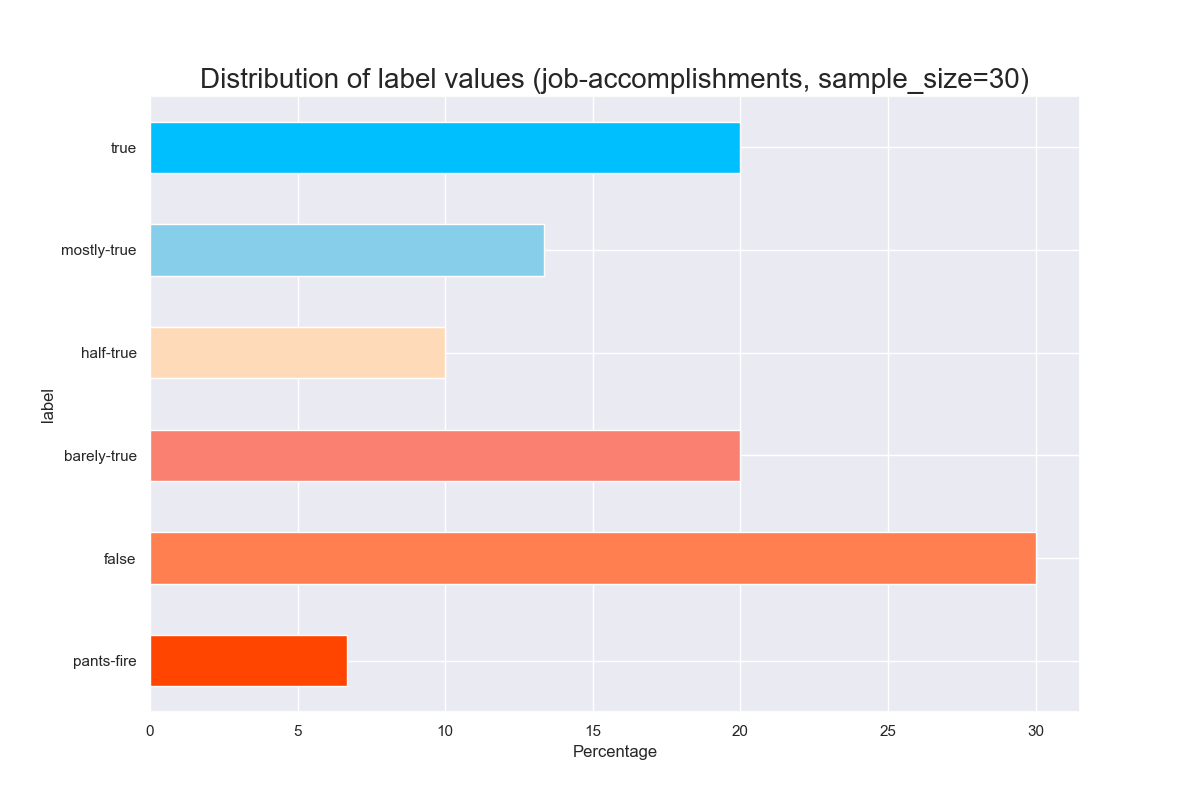 Distribution of label values (job-accomplishments, sample_size=30)
true
mostly-true
half-true
barely-true
false
pants-fire
label
0 5 10 15 20 25 30
Percentage